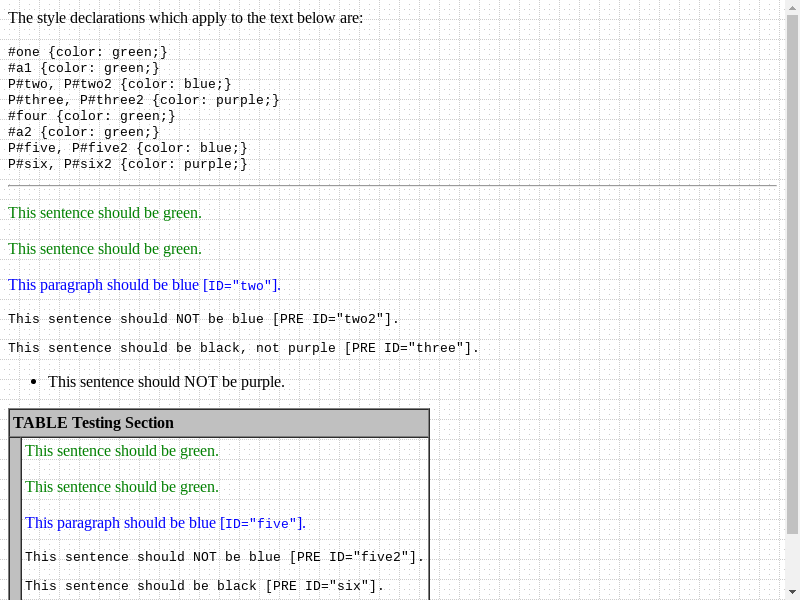 The style declarations which apply to the text below are:
#one {color: green;}
#a1 {color: green;}
P#two, P#two2 {color: blue;}
P#three, P#three2 {color: purple;}
#four {color: green;}
#a2 {color: green;}
P#five, P#five2 {color: blue;}
P#six, P#six2 {color: purple;}
This sentence should be green.
This sentence should be green.
This paragraph should be blue [ID="two"].
This sentence should NOT be blue [PRE ID="two2"].
This sentence should be black, not purple [PRE ID="three"].
• This sentence should NOT be purple.
TABLE Testing Section
This sentence should be green.
This sentence should be green.
This paragraph should be blue [ID="five"].
This sentence should NOT be blue [PRE ID="five2"].
This sentence should be black [PRE ID="six"].